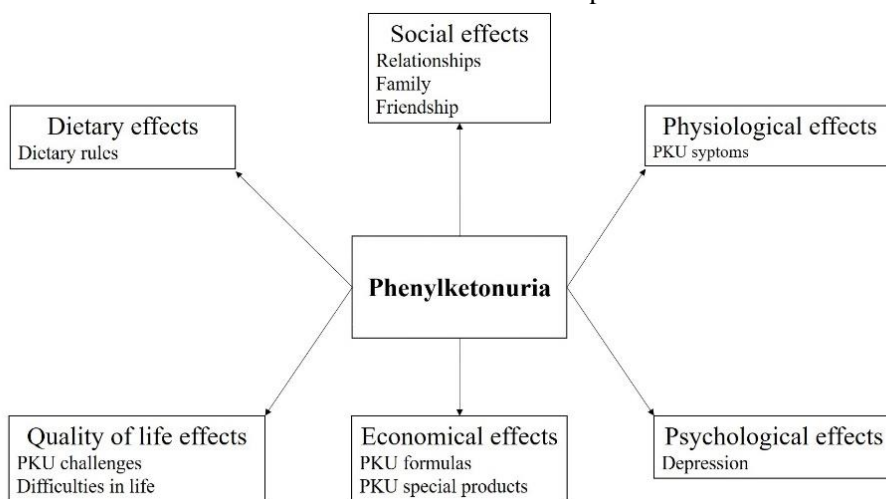 Social effects
Relationships
Family
Friendship
Dietary effects
Dietary rules
Physiological effects
PKU syptoms
Phenylketonuria
Quality of life effects
PKU challenges
Difficulties in life
Economical effects
PKU formulas
PKU special products
Psychological effects
Depression